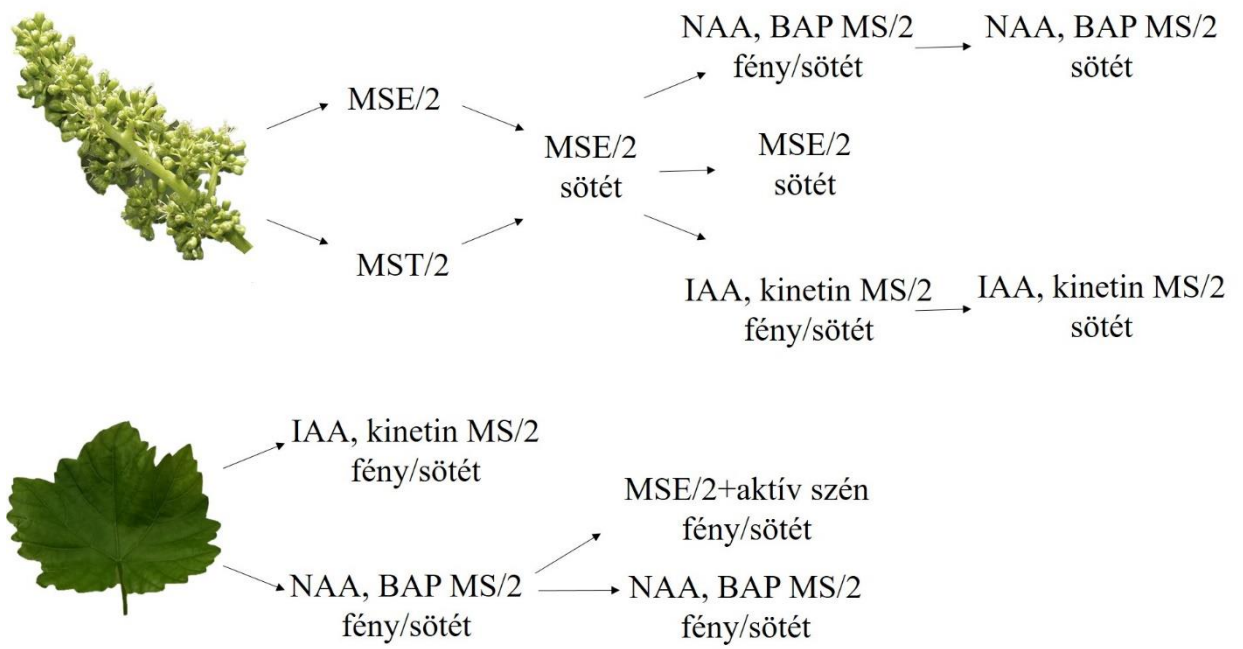 NAA, BAP MS/2
fény/sötét
NAA, BAP MS/2
sötét
MSE/2
MSE/2
sötét
MSE/2
sötét
MST/2
IAA, kinetin MS/2
fény/sötét
IAA, kinetin MS/2
sötét
IAA, kinetin MS/2
fény/sötét
MSE/2+aktív szén
fény/sötét
NAA, BAP MS/2
fény/sötét
NAA, BAP MS/2
fény/sötét